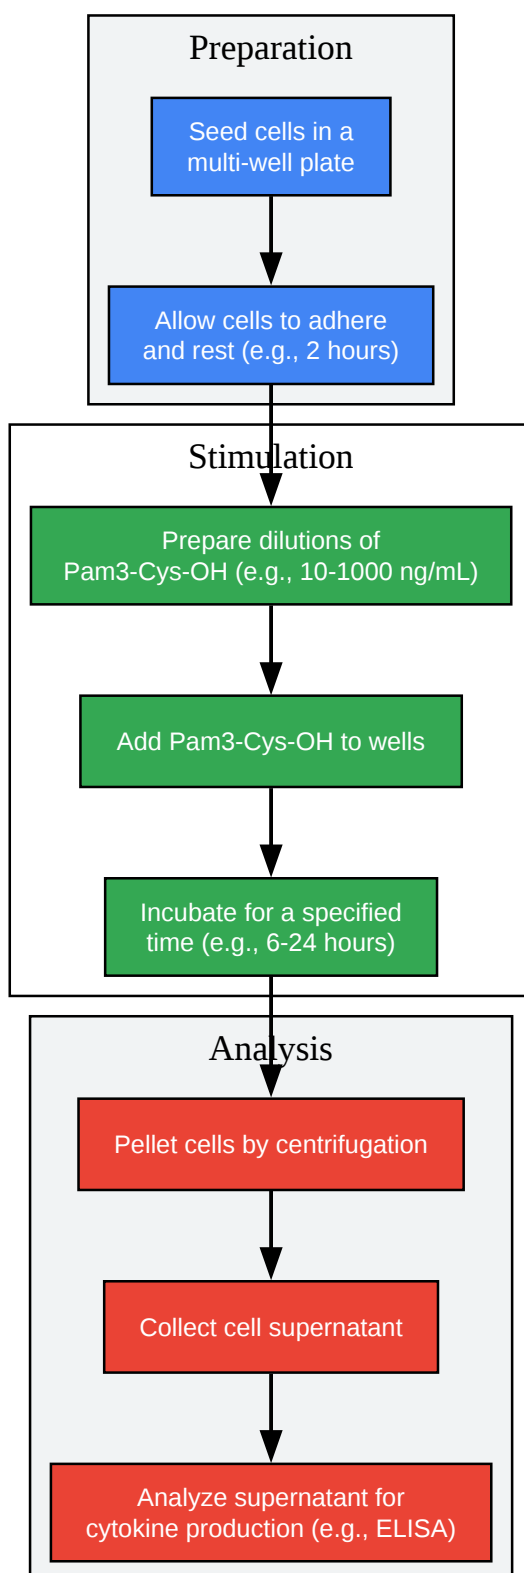 Preparation
Seed cells in a
multi-well plate
Allow cells to adhere
and rest (e.g., 2 hours)
Stimulation
Prepare dilutions of
Pam3-Cys-OH (e.g., 10-1000 ng/mL)
Add Pam3-Cys-OH to wells
Incubate for a specified
time (e.g., 6-24 hours)
Analysis
Pellet cells by centrifugation
Collect cell supernatant
Analyze supernatant for
cytokine production (e.g., ELISA)